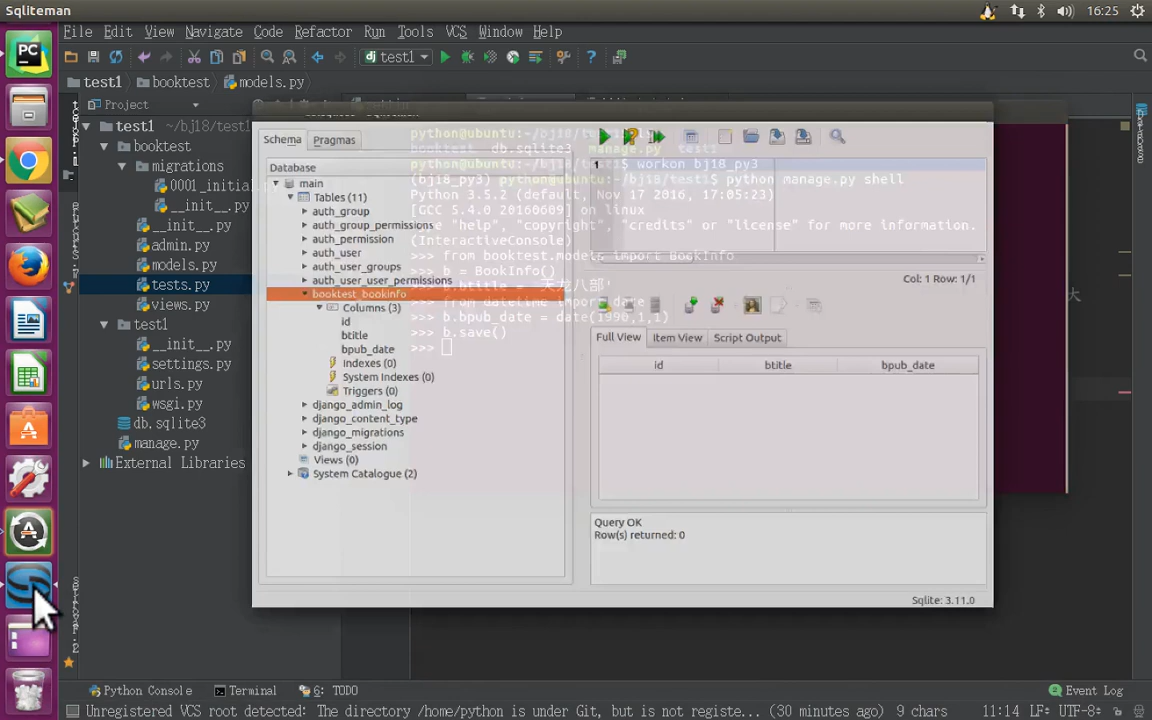 Sqliteman
16:25
File Edit View Navigate Code Refactor Run Tools VCS Window Help
test1
test1 booktest models.py
Project
test1 ~/bj18/test1
booktest
migrations
0001_initial.py
__init__.py
__init__.py
admin.py
models.py
tests.py
views.py
test1
__init__.py
settings.py
urls.py
wsgi.py
db.sqlite3
manage.py
External Libraries
Schema Pragmas
Database
main
Tables (11)
auth_group
auth_group_permissions
auth_permission
auth_user
auth_user_groups
auth_user_user_permissions
booktest_bookinfo
Columns (3)
id
btitle
bpub_date
Indexes (0)
System Indexes (0)
Triggers (0)
django_admin_log
django_content_type
django_migrations
django_session
Views (0)
System Catalogue (2)
booktest db.sqlite3 manage.py test1
$ workon bj18_py3
(bj18_py3) python@ubuntu:~/bj18/test1$ python manage.py shell
Python 3.5.2 (default, Nov 17 2016, 17:05:23)
[GCC 5.4.0 20160609] on linux
"help", "copyright", "credits" or "license" for more information.
(InteractiveConsole)
>>> from booktest.models import BookInfo
>>> b = BookInfo()
>>> b.btitle = '天龙八部'
>>> from datetime import date
>>> b.bpub_date = date(1990,1,1)
>>> b.save()
>>>
1
Col: 1 Row: 1/1
Full View Item View Script Output
id btitle bpub_date
Query OK
Row(s) returned: 0
Sqlite: 3.11.0
大
Python Console Terminal 6: TODO Event Log
Unregistered VCS root detected: The directory /home/python is under Git, but is not registe... (30 minutes ago) 9 chars 11:14 LF÷ UTF-8÷